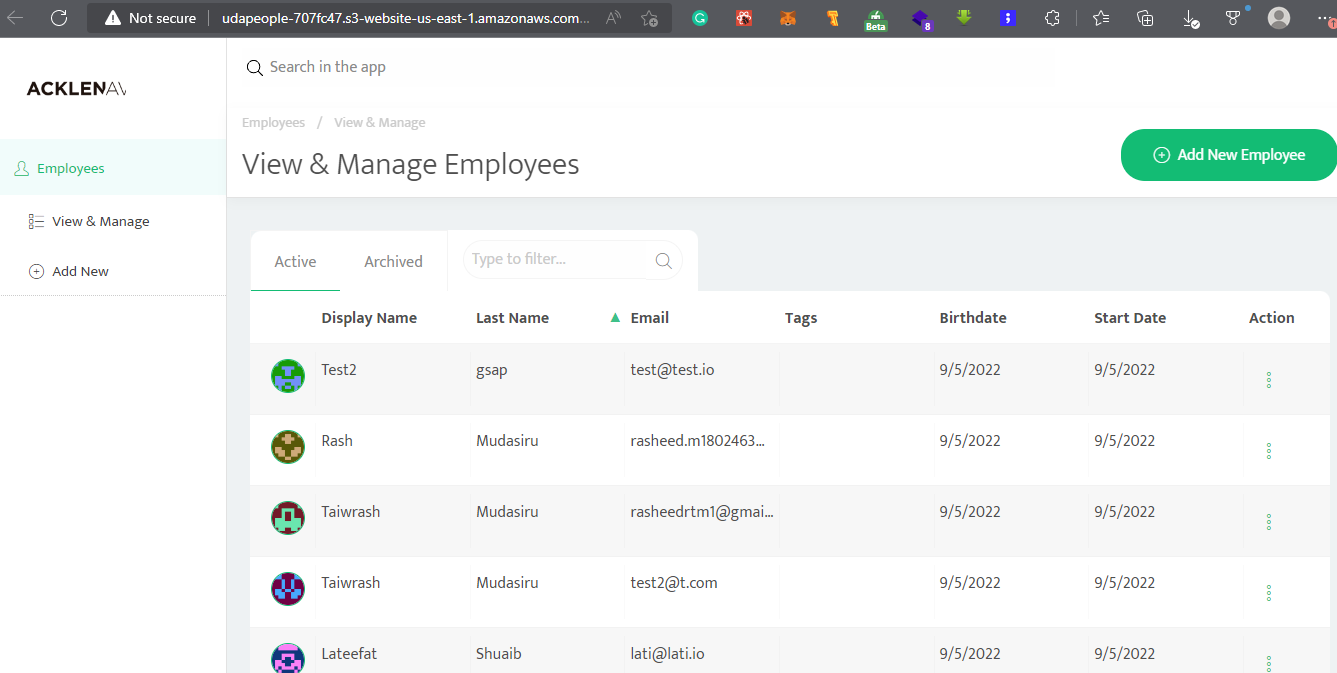 Not secure udapeople-707fc47.s3-website-us-east-1.amazonaws.com...
Beta
8
ACKLENAV
Search in the app
Employees / View & Manage
View & Manage Employees
Add New Employee
Employees
View & Manage
Add New
Active Archived Type to filter...
Display Name Last Name ▲ Email Tags Birthdate Start Date Action
Test2 gsap test@test.io 9/5/2022 9/5/2022
Rash Mudasiru rasheed.m1802463... 9/5/2022 9/5/2022
Taiwrash Mudasiru rasheedrtm1@gmai... 9/5/2022 9/5/2022
Taiwrash Mudasiru test2@t.com 9/5/2022 9/5/2022
Lateefat Shuaib lati@lati.io 9/5/2022 9/5/2022